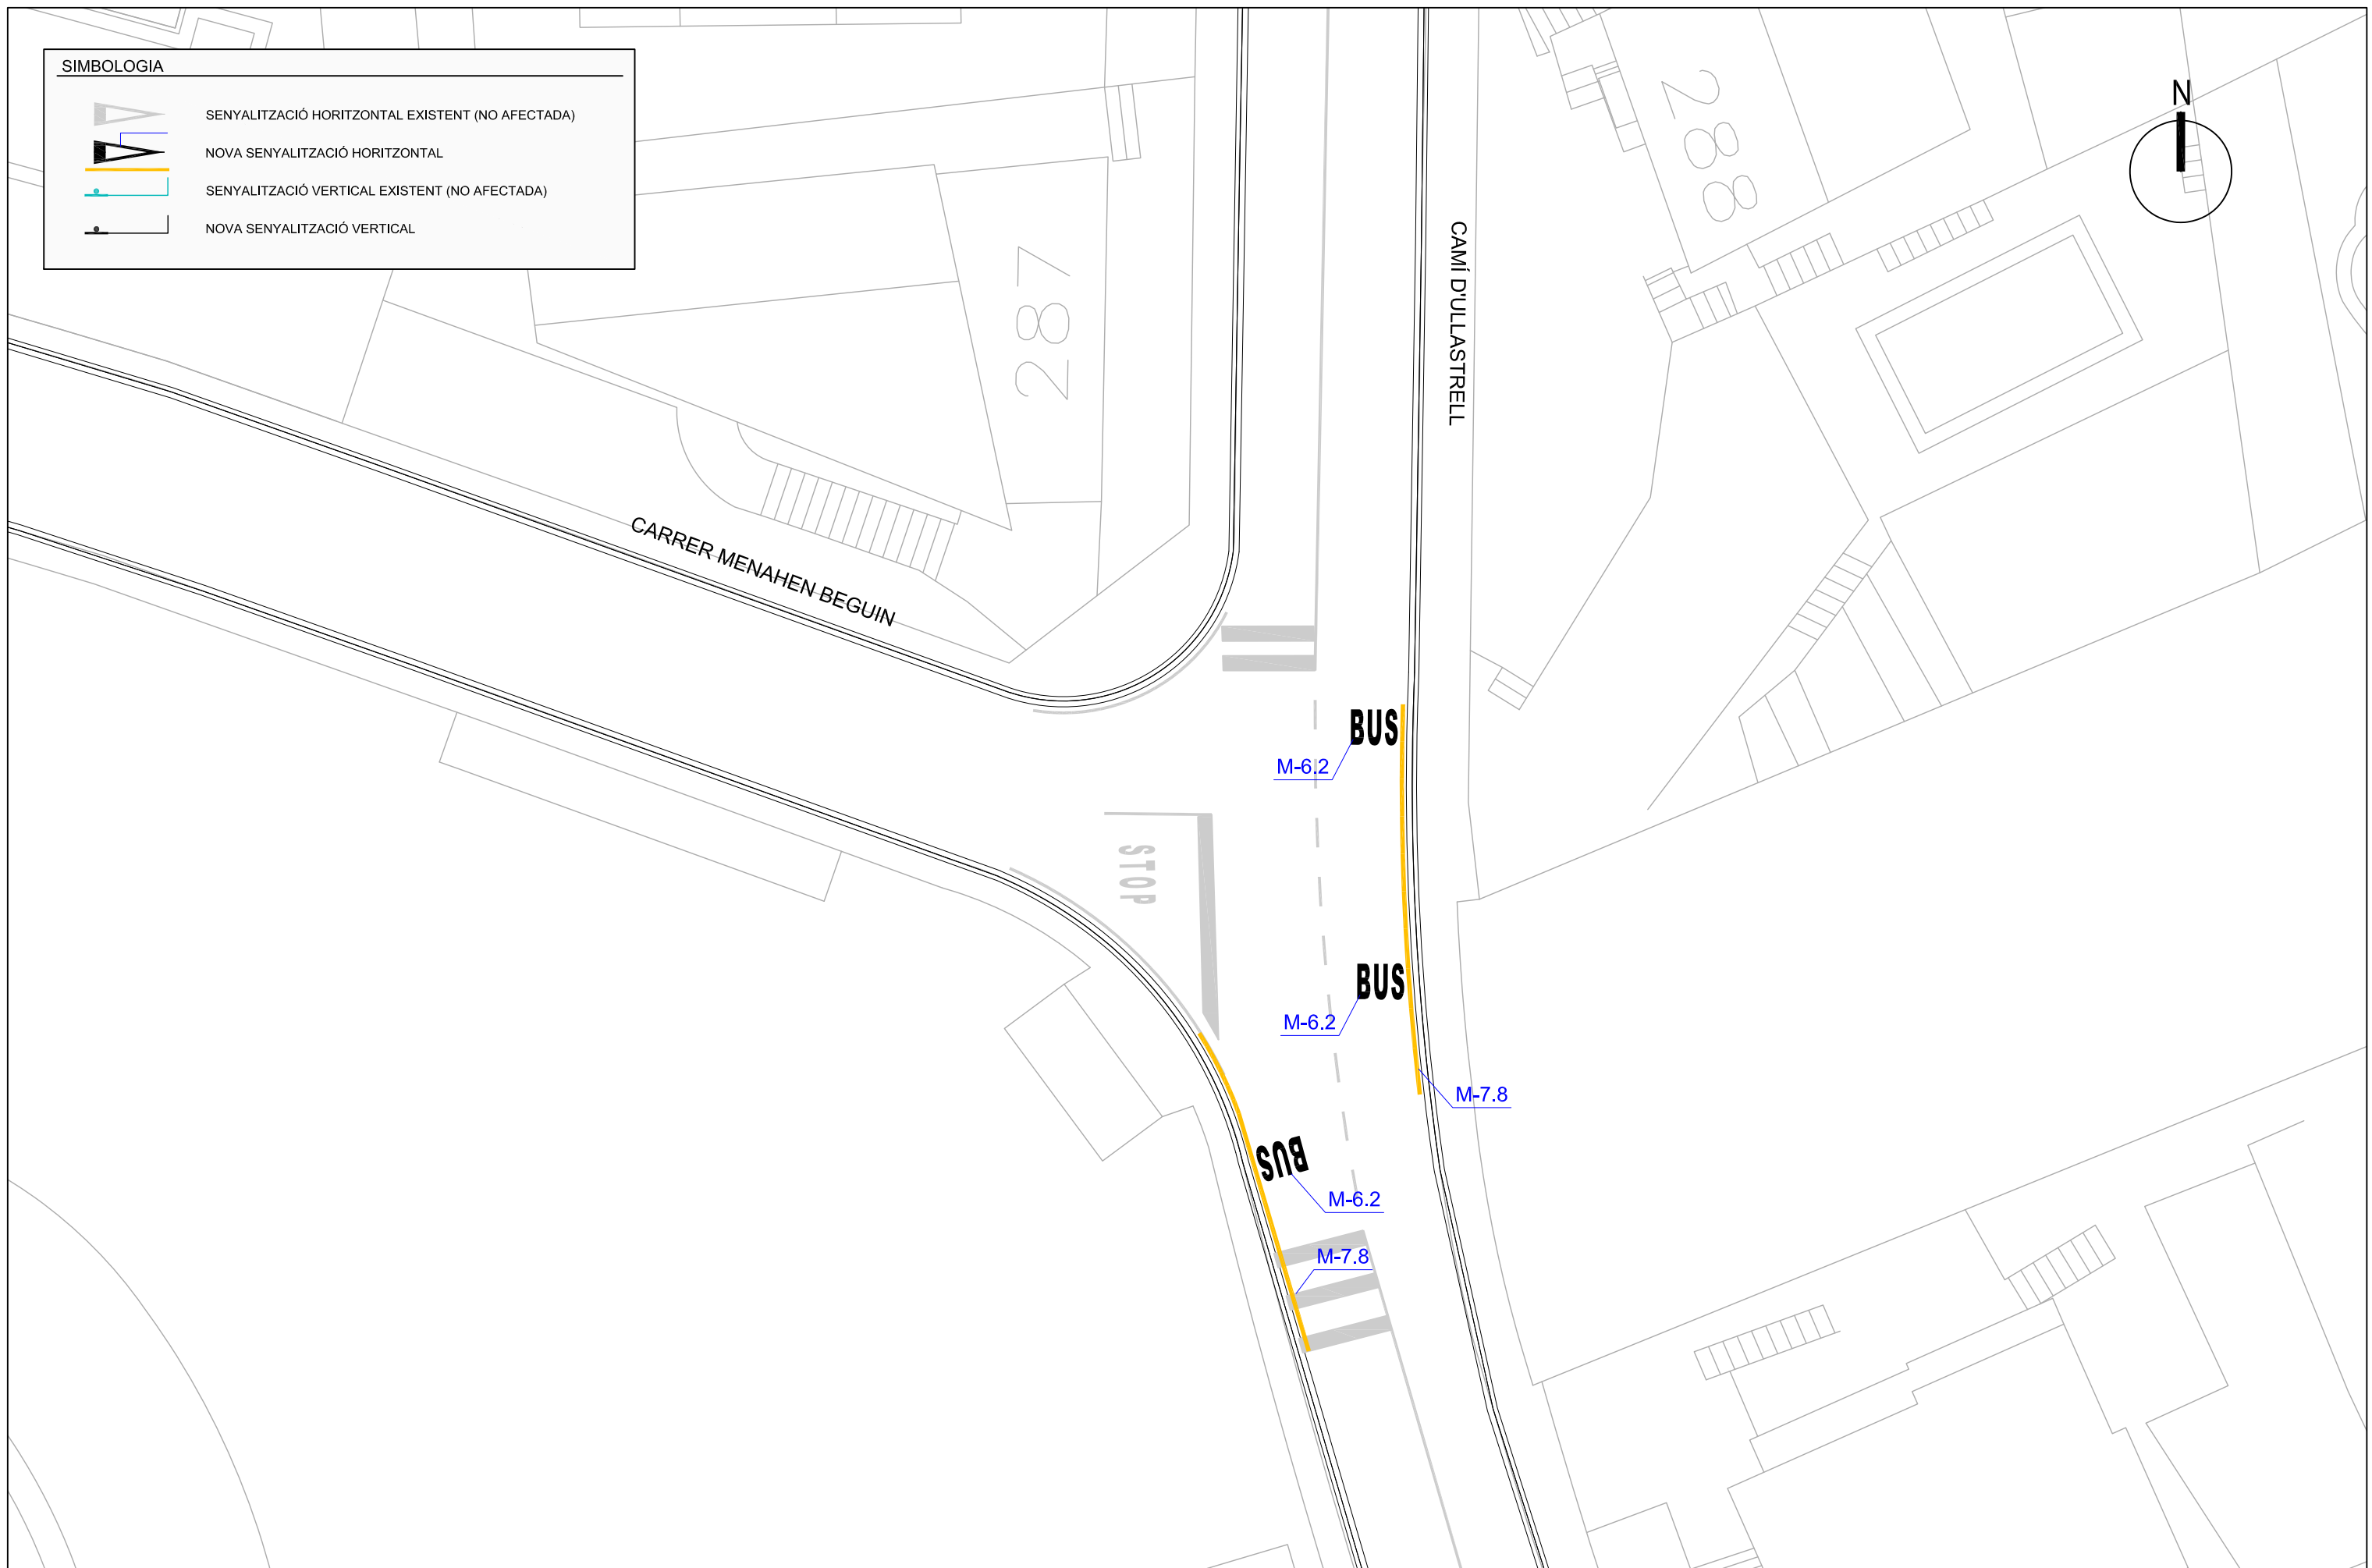 SIMBOLOGIA
SENYALITZACIÓ HORITZONTAL EXISTENT (NO AFECTADA)
NOVA SENYALITZACIÓ HORITZONTAL
SENYALITZACIÓ VERTICAL EXISTENT (NO AFECTADA)
NOVA SENYALITZACIÓ VERTICAL
N
288
287
CAMÍ D'ULLASTRELL
CARRER MENAHEN BEGUIN
BUS
M-6.2
STOP
BUS
M-6.2
M-7.8
BUS
M-6.2
M-7.8